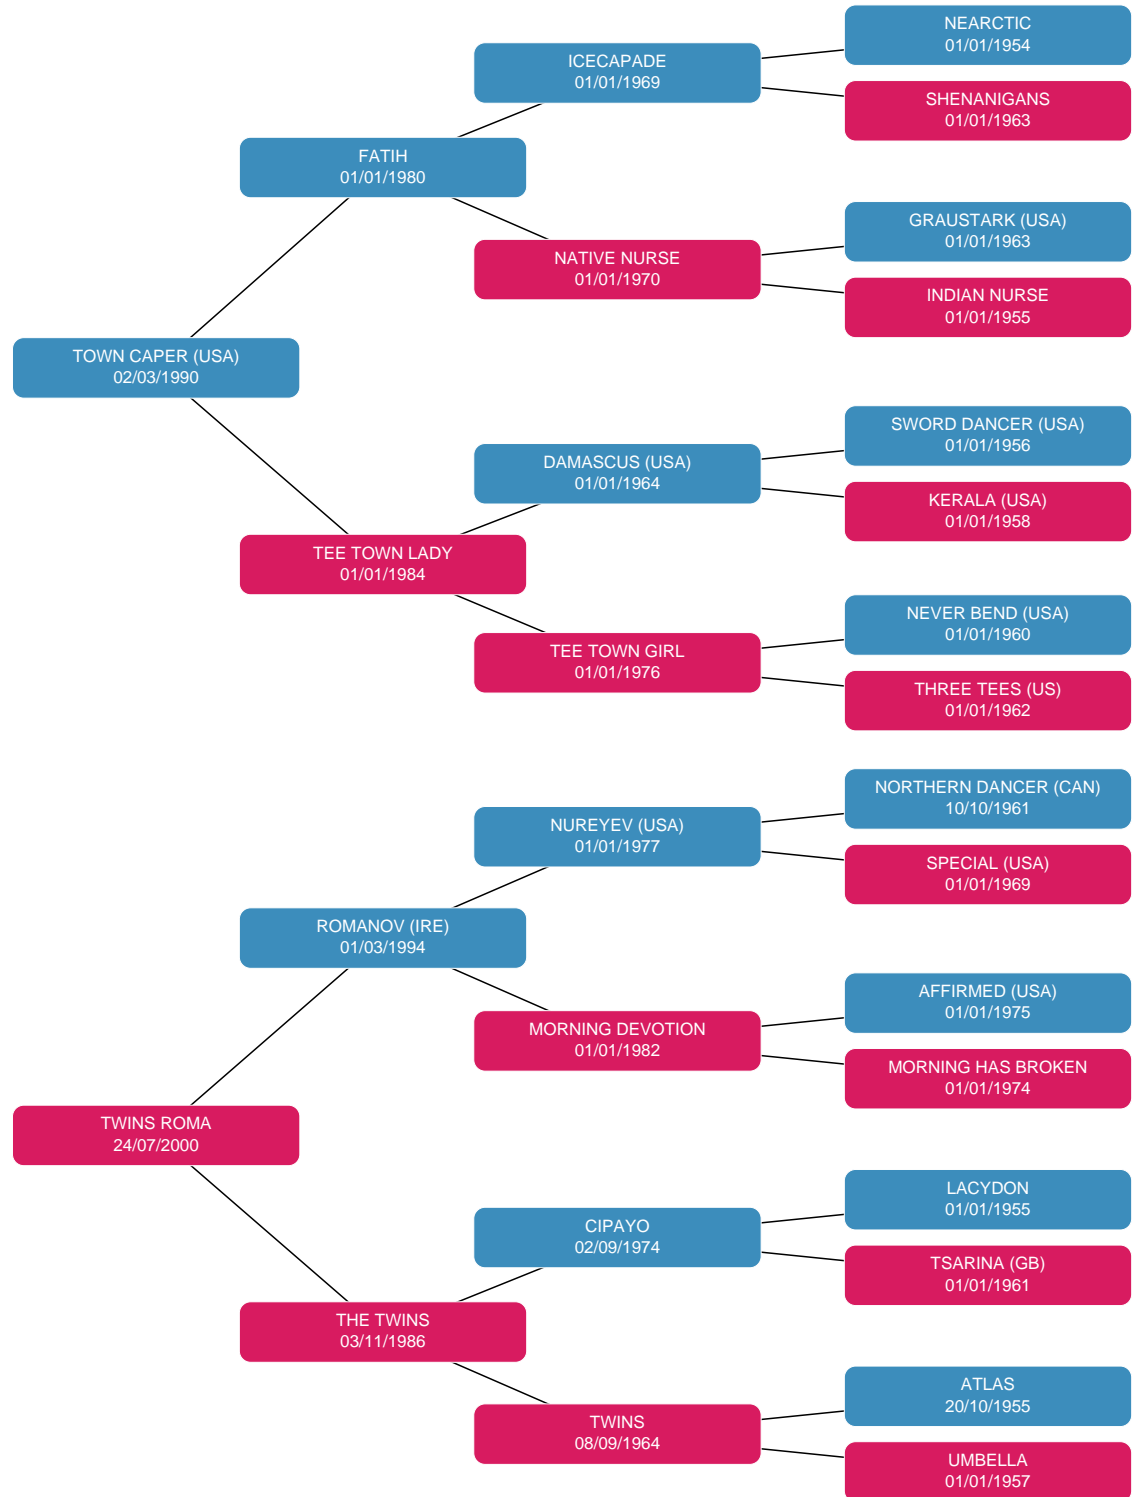 NEARCTIC
01/01/1954
ICECAPADE
01/01/1969
SHENANIGANS
01/01/1963
FATIH
01/01/1980
GRAUSTARK (USA)
01/01/1963
NATIVE NURSE
01/01/1970
INDIAN NURSE
01/01/1955
TOWN CAPER (USA)
02/03/1990
SWORD DANCER (USA)
01/01/1956
DAMASCUS (USA)
01/01/1964
KERALA (USA)
01/01/1958
TEE TOWN LADY
01/01/1984
NEVER BEND (USA)
01/01/1960
TEE TOWN GIRL
01/01/1976
THREE TEES (US)
01/01/1962
NORTHERN DANCER (CAN)
10/10/1961
NUREYEV (USA)
01/01/1977
SPECIAL (USA)
01/01/1969
ROMANOV (IRE)
01/03/1994
AFFIRMED (USA)
01/01/1975
MORNING DEVOTION
01/01/1982
MORNING HAS BROKEN
01/01/1974
TWINS ROMA
24/07/2000
LACYDON
01/01/1955
CIPAYO
02/09/1974
TSARINA (GB)
01/01/1961
THE TWINS
03/11/1986
ATLAS
20/10/1955
TWINS
08/09/1964
UMBELLA
01/01/1957